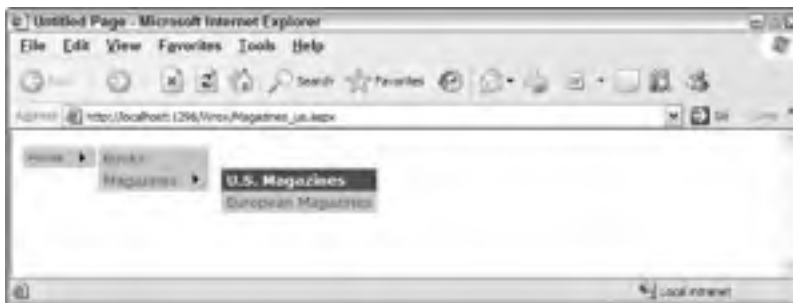 Untitled Page - Microsoft Internet Explorer
File Edit View Favorites Tools Help
Search Favorites
Address http://localhost:1296/Wrox/Magazines_us.aspx Go
Home Books
Magazines U.S. Magazines
European Magazines
Local intranet